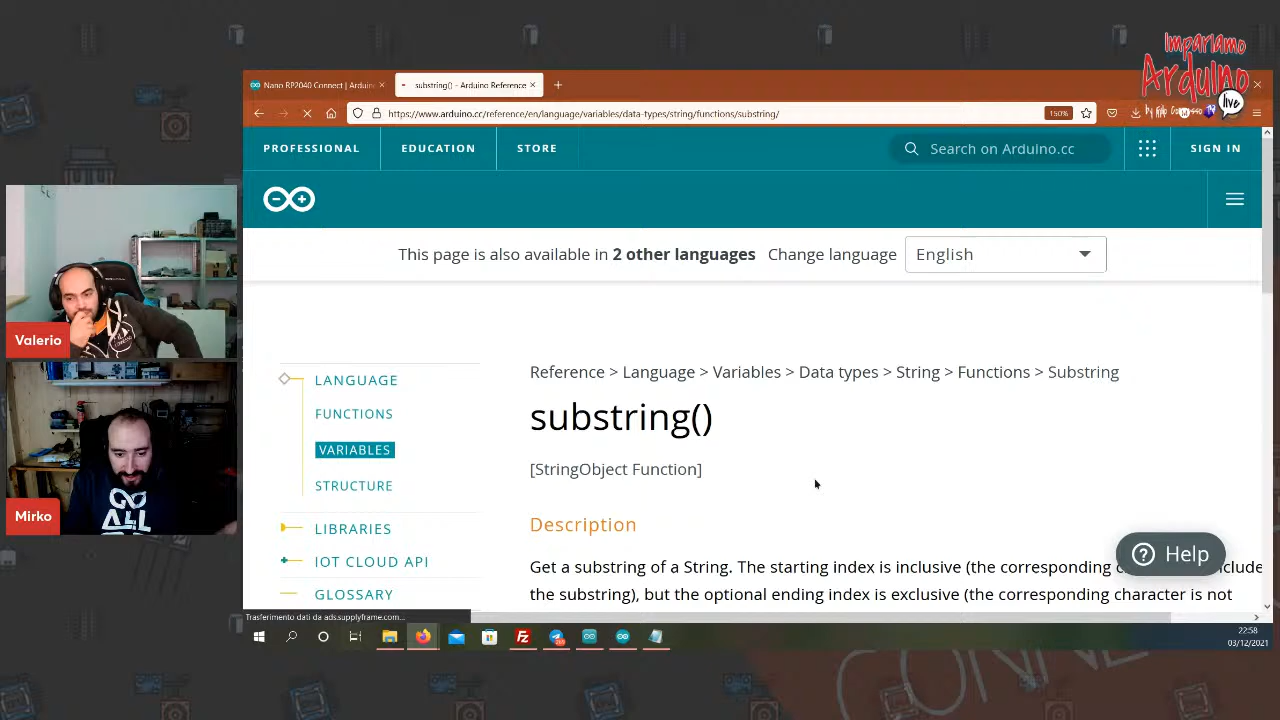 Impariamo
Arduino
live
Nano RP2040 Connect | Arduin
substring() - Arduino Reference
https://www.arduino.cc/reference/en/language/variables/data-types/string/functions/substring/
150%
PROFESSIONAL
EDUCATION
STORE
Search on Arduino.cc
SIGN IN
This page is also available in 2 other languages
Change language
English
Valerio
Mirko
LANGUAGE
FUNCTIONS
VARIABLES
STRUCTURE
LIBRARIES
IOT CLOUD API
GLOSSARY
Reference > Language > Variables > Data types > String > Functions > Substring
substring()
[StringObject Function]
Description
Get a substring of a String. The starting index is inclusive (the corresponding c
the substring), but the optional ending index is exclusive (the corresponding character is not
Help
Trasferimento dati da ads.supplyframe.com...
22:58
03/12/2021